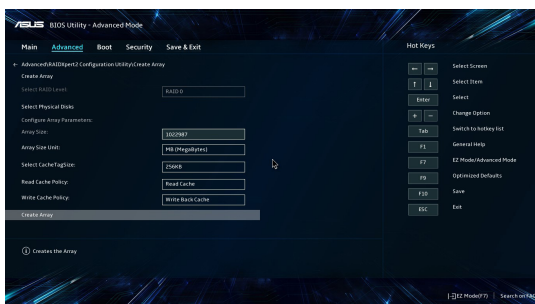 ASUS BIOS Utility - Advanced Mode
Main Advanced Boot Security Save & Exit
Hot Keys
← Advanced\RAIDXpert2 Configuration Utility\Create Array
Create Array
Select RAID Level: RAID 0
Select Physical Disks
Configure Array Parameters:
Array Size: 1022987
Array Size Unit: MB (MegaBytes)
Select CacheTagSize: 256KB
Read Cache Policy: Read Cache
Write Cache Policy: Write Back Cache
Create Array
Creates the Array
← → Select Screen
↑ ↓ Select Item
Enter Select
+ − Change Option
Tab Switch to hotkey list
F1 General Help
F7 EZ Mode/Advanced Mode
F9 Optimized Defaults
F10 Save
ESC Exit
EZ Mode(F7) | Search on FAQ